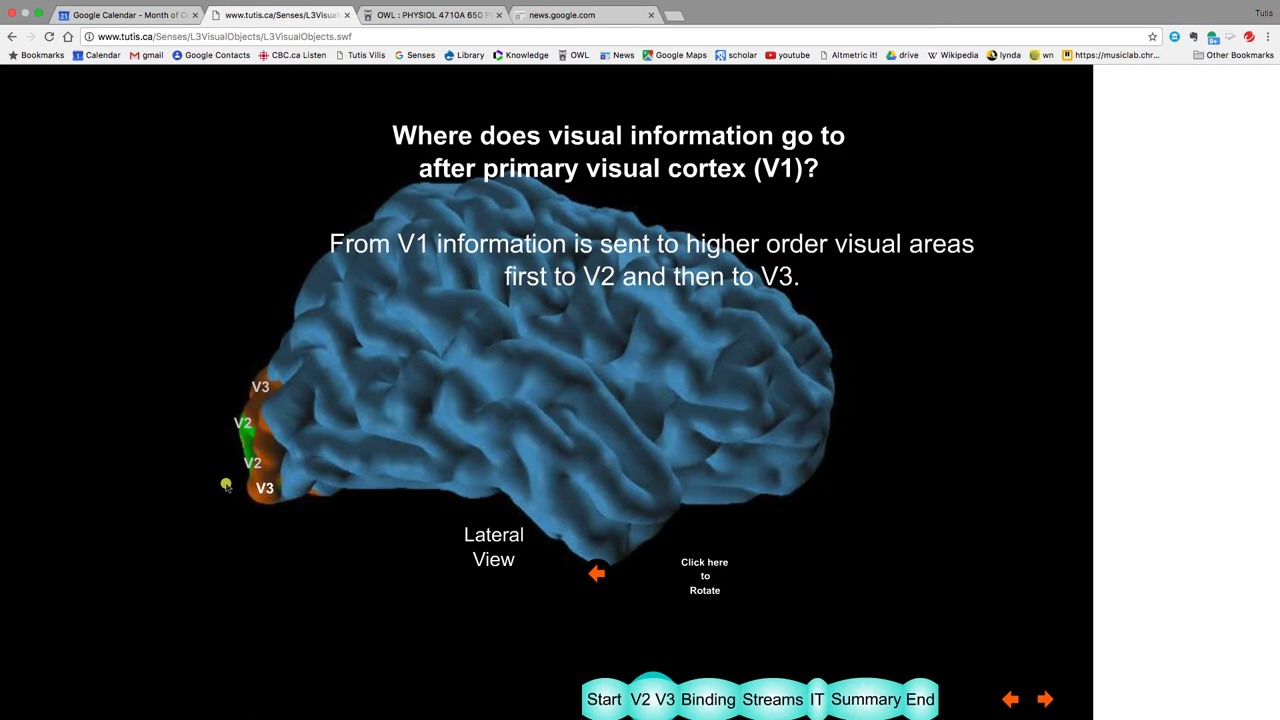 Google Calendar - Month of O
www.tutis.ca/Senses/L3Visual
OWL : PHYSIOL 4710A 650 F
news.google.com
Tutis
www.tutis.ca/Senses/L3VisualObjects/L3VisualObjects.swf
Bookmarks Calendar gmail Google Contacts CBC.ca Listen Tutis Vilis Senses Library Knowledge OWL News Google Maps scholar youtube Altmetric it! drive Wikipedia lynda wn https://musiclab.chr... Other Bookmarks
Where does visual information go to
after primary visual cortex (V1)?
From V1 information is sent to higher order visual areas
first to V2 and then to V3.
V3
V2
V2
V3
Lateral
View
Click here
to
Rotate
Start V2 V3 Binding Streams IT Summary End